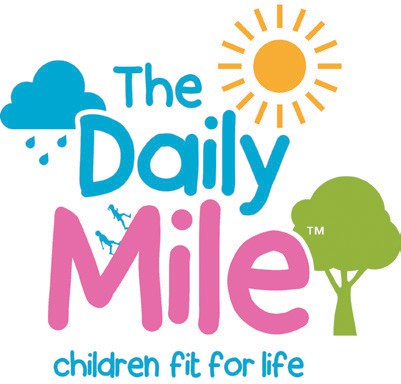 The
Daily
Mile™
children fit for life